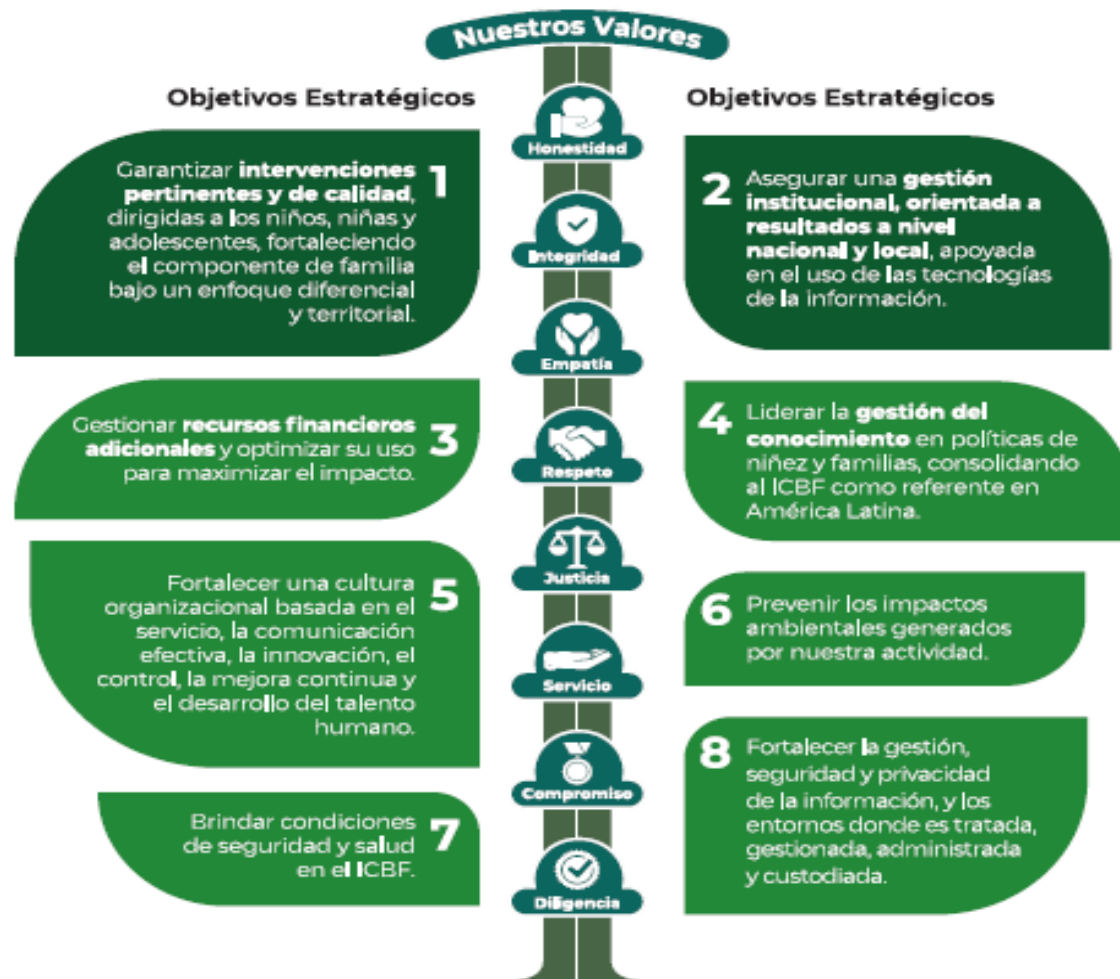 Nuestros Valores
Objetivos Estratégicos
Objetivos Estratégicos
1
Garantizar intervenciones
pertinentes y de calidad,
dirigidas a los niños, niñas y
adolescentes, fortaleciendo
el componente de familia
bajo un enfoque diferencial
y territorial.
2
Asegurar una gestión
institucional, orientada a
resultados a nivel
nacional y local, apoyada
en el uso de las tecnologías
de la información.
3
Gestionar recursos financieros
adicionales y optimizar su uso
para maximizar el impacto.
4
Liderar la gestión del
conocimiento en políticas de
niñez y familias, consolidando
al ICBF como referente en
América Latina.
5
Fortalecer una cultura
organizacional basada en el
servicio, la comunicación
efectiva, la innovación, el
control, la mejora continua y
el desarrollo del talento
humano.
6
Prevenir los impactos
ambientales generados
por nuestra actividad.
7
Brindar condiciones
de seguridad y salud
en el ICBF.
8
Fortalecer la gestión,
seguridad y privacidad
de la información, y los
entornos donde es tratada,
gestionada, administrada
y custodiada.
Honestidad
Integridad
Empatía
Respeto
Justicia
Servicio
Compromiso
Diligencia